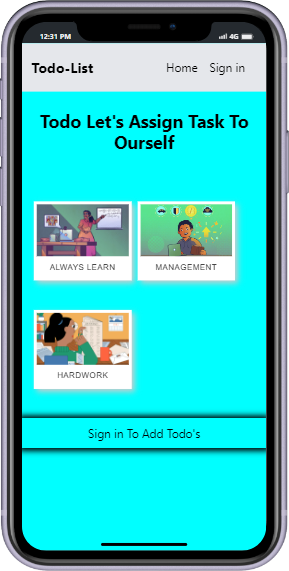 12:31 PM 4G
Todo-List Home Sign in
Todo Let's Assign Task To
Ourself
ALWAYS LEARN MANAGEMENT
HARDWORK
Sign in To Add Todo's